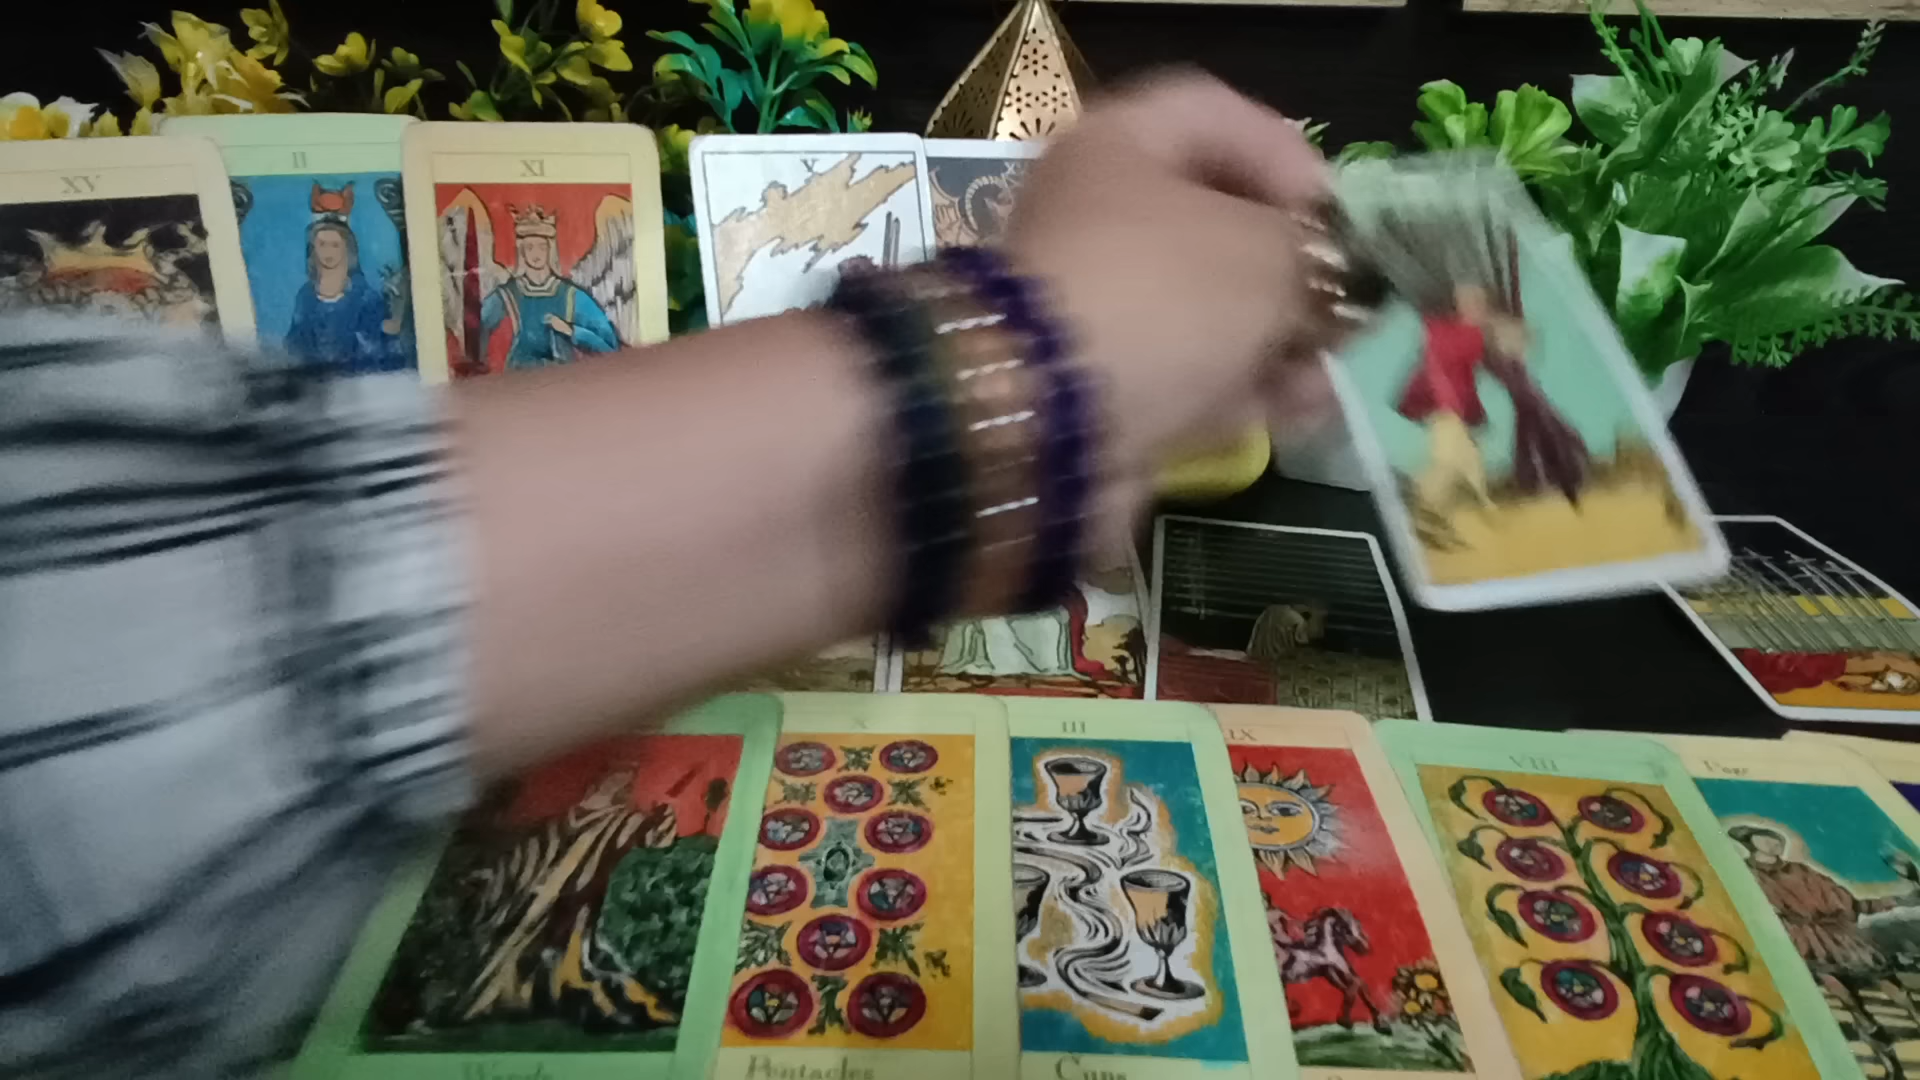 XV
II
XI
V
X
III
IX
VIII
Wands
Pentacles
Cups